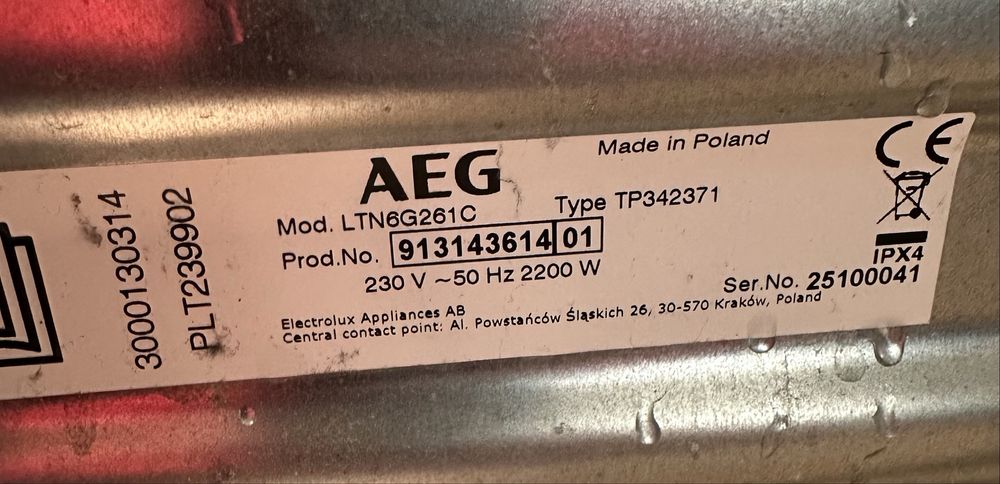 3000130314
PLT239902
AEG
Made in Poland
Mod. LTN6G261C
Type TP342371
Prod.No. 913143614 01
230 V ~50 Hz 2200 W
CE
IPX4
Ser.No. 25100041
Electrolux Appliances AB
Central contact point: Al. Powstańców Śląskich 26, 30-570 Kraków, Poland